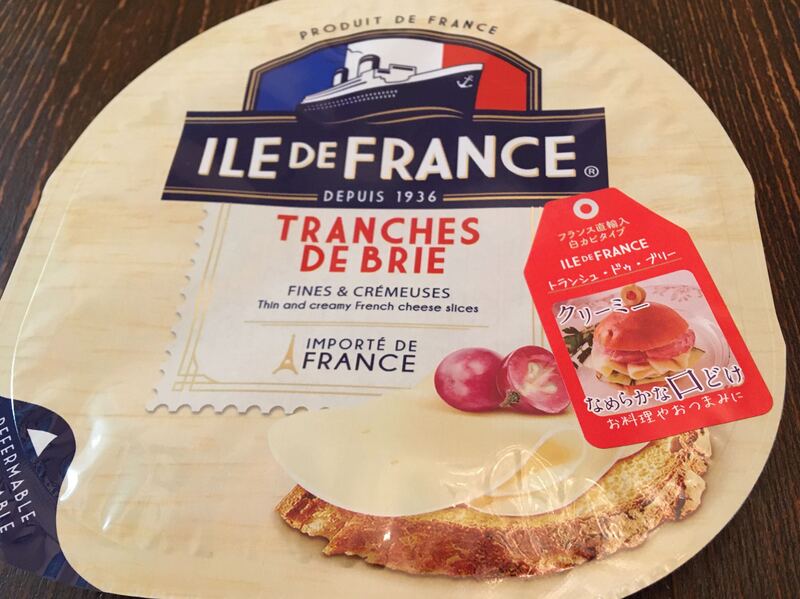 PRODUIT DE FRANCE
ILE DE FRANCE®
DEPUIS 1936
TRANCHES
DE BRIE
FINES & CRÉMEUSES
Thin and creamy French cheese slices
IMPORTÉ DE
FRANCE
フランス直輸入
白カビタイプ
ILE DE FRANCE
トランシュ・ドゥ・ブリー
クリーミー
なめらかな口どけ
お料理やおつまみに
REFERMABLE